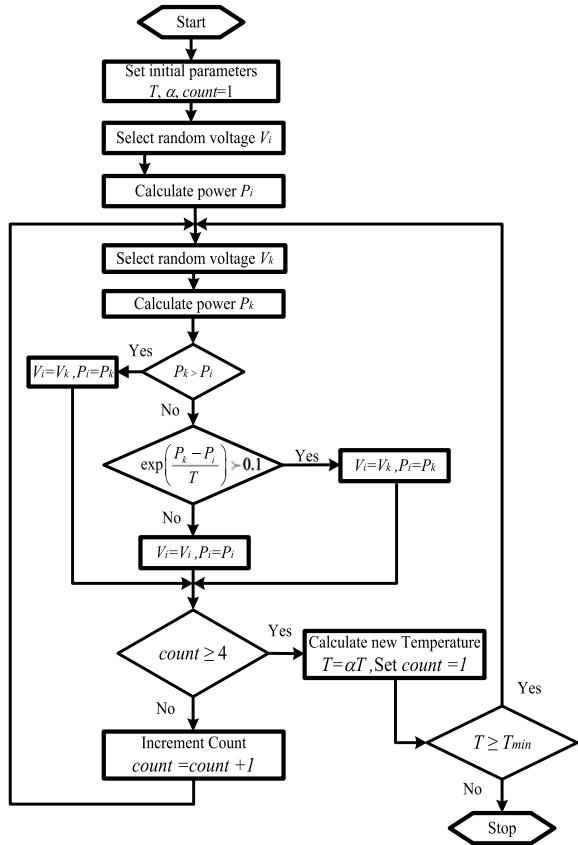 Start
Set initial parameters
T, α, count=1
Select random voltage Vi
Calculate power Pi
Select random voltage Vk
Calculate power Pk
Yes
Vi=Vk ,Pi=Pk
Pk > Pi
No
exp(Pk − Pi / T) ≻ 0.1
Yes
Vi=Vk ,Pi=Pk
No
Vi=Vi ,Pi=Pi
count ≥ 4
Yes
Calculate new Temperature
T=αT ,Set count =1
No
Increment Count
count =count +1
Yes
T ≥ Tmin
No
Stop